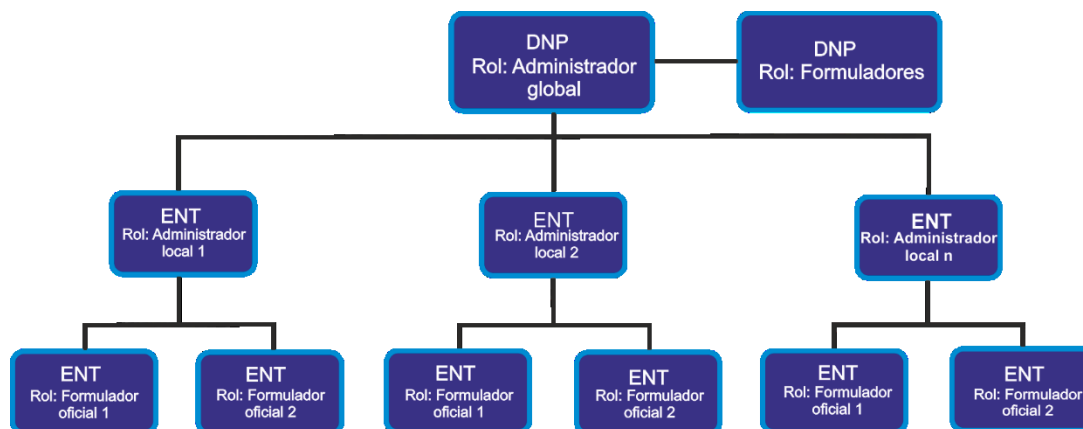 DNP
Rol: Administrador
global
DNP
Rol: Formuladores
ENT
Rol: Administrador
local 1
ENT
Rol: Administrador
local 2
ENT
Rol: Administrador
local n
ENT
Rol: Formulador
oficial 1
ENT
Rol: Formulador
oficial 2
ENT
Rol: Formulador
oficial 1
ENT
Rol: Formulador
oficial 2
ENT
Rol: Formulador
oficial 1
ENT
Rol: Formulador
oficial 2